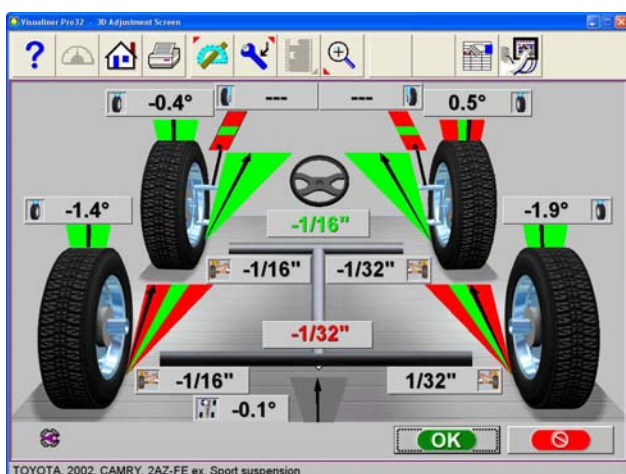 Visualiner Pro32 - 3D Adjustment Screen
?
-0.4° --- --- 0.5°
-1.4° -1.9°
-1/16"
-1/16" -1/32"
-1/32"
-1/16" 1/32"
-0.1°
OK
TOYOTA, 2002, CAMRY, 2AZ-FE ex. Sport suspension